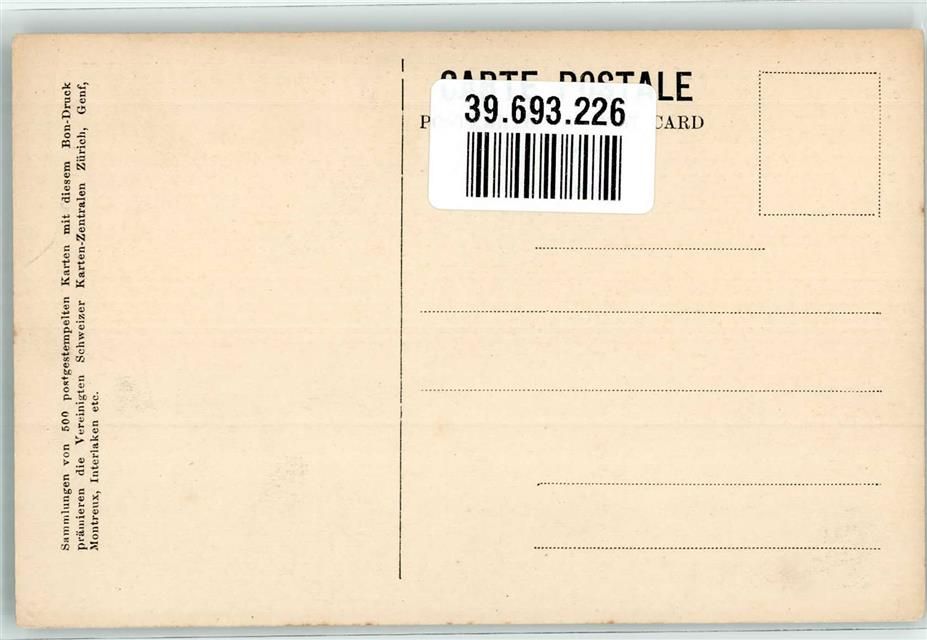 Sammlungen von 500 postgestempelten Karten mit diesem Bon-Druck
prämieren die Vereinigten Schweizer Karten-Zentralen Zürich, Genf,
Montreux, Interlaken etc.
CARTE POSTALE
CARD
39.693.226